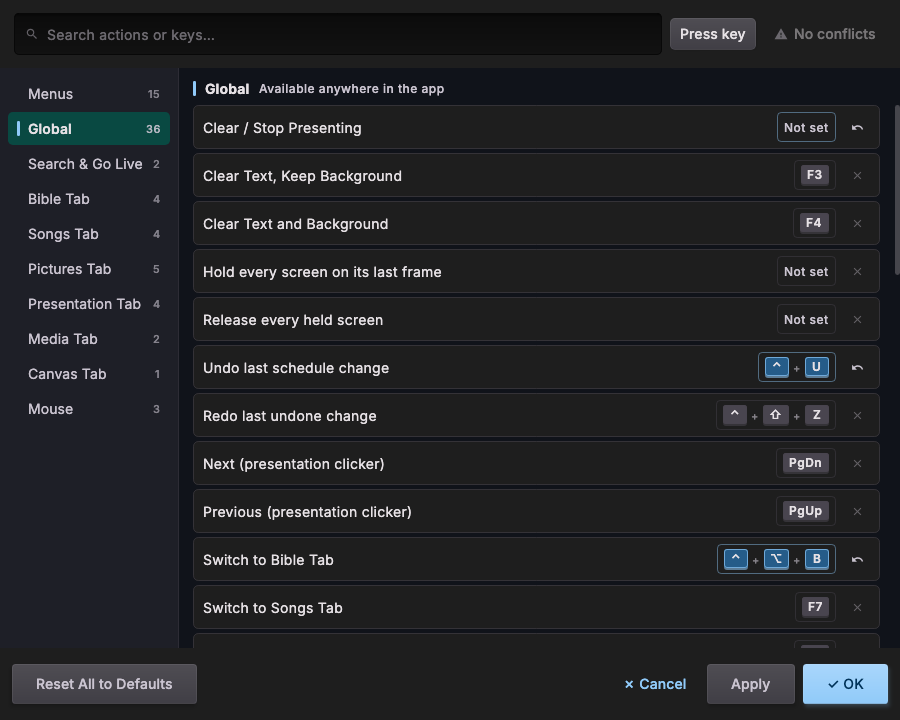 Search actions or keys...
Press key
No conflicts
Menus 15
Global 36
Search & Go Live 2
Bible Tab 4
Songs Tab 4
Pictures Tab 5
Presentation Tab 4
Media Tab 2
Canvas Tab 1
Mouse 3
Global Available anywhere in the app
Clear / Stop Presenting Not set
Clear Text, Keep Background F3
Clear Text and Background F4
Hold every screen on its last frame Not set
Release every held screen Not set
Undo last schedule change ^ + U
Redo last undone change ^ + ⇧ + Z
Next (presentation clicker) PgDn
Previous (presentation clicker) PgUp
Switch to Bible Tab ^ + ⌥ + B
Switch to Songs Tab F7
Reset All to Defaults
× Cancel
Apply
✓ OK